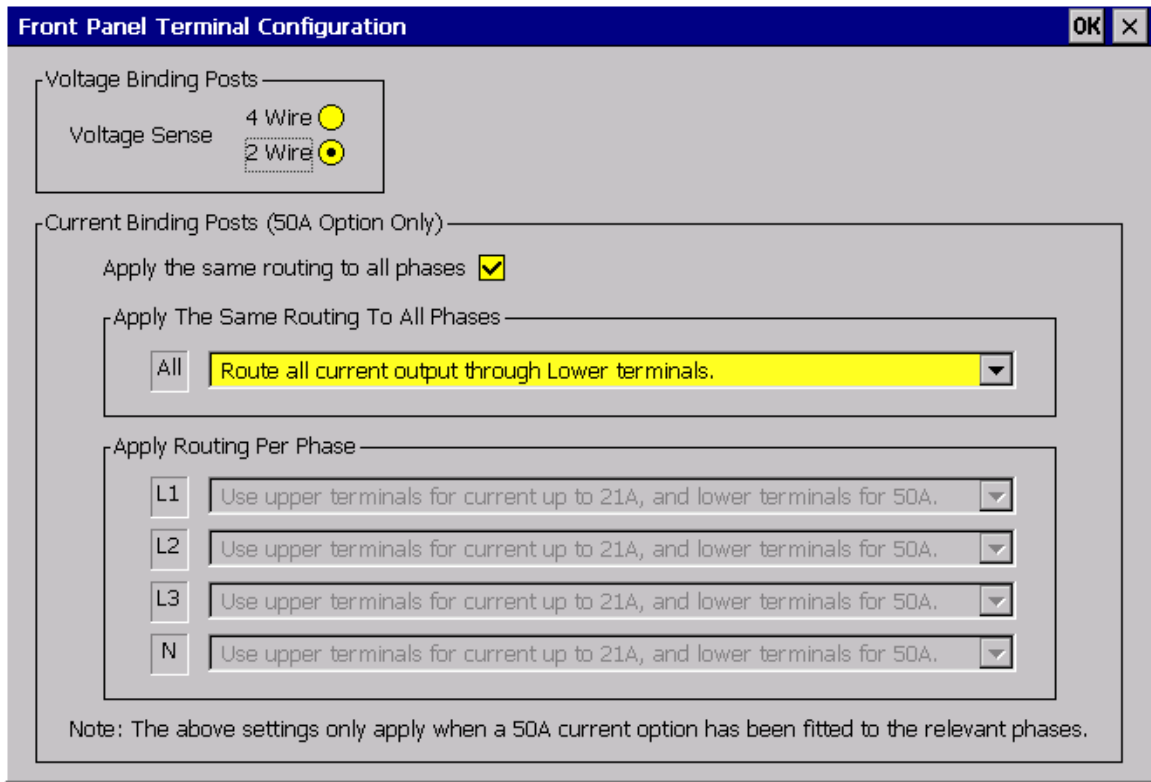 Front Panel Terminal Configuration OK ×
Voltage Binding Posts
Voltage Sense
4 Wire
2 Wire
Current Binding Posts (50A Option Only)
Apply the same routing to all phases
Apply The Same Routing To All Phases
All Route all current output through Lower terminals.
Apply Routing Per Phase
L1 Use upper terminals for current up to 21A, and lower terminals for 50A.
L2 Use upper terminals for current up to 21A, and lower terminals for 50A.
L3 Use upper terminals for current up to 21A, and lower terminals for 50A.
N Use upper terminals for current up to 21A, and lower terminals for 50A.
Note: The above settings only apply when a 50A current option has been fitted to the relevant phases.